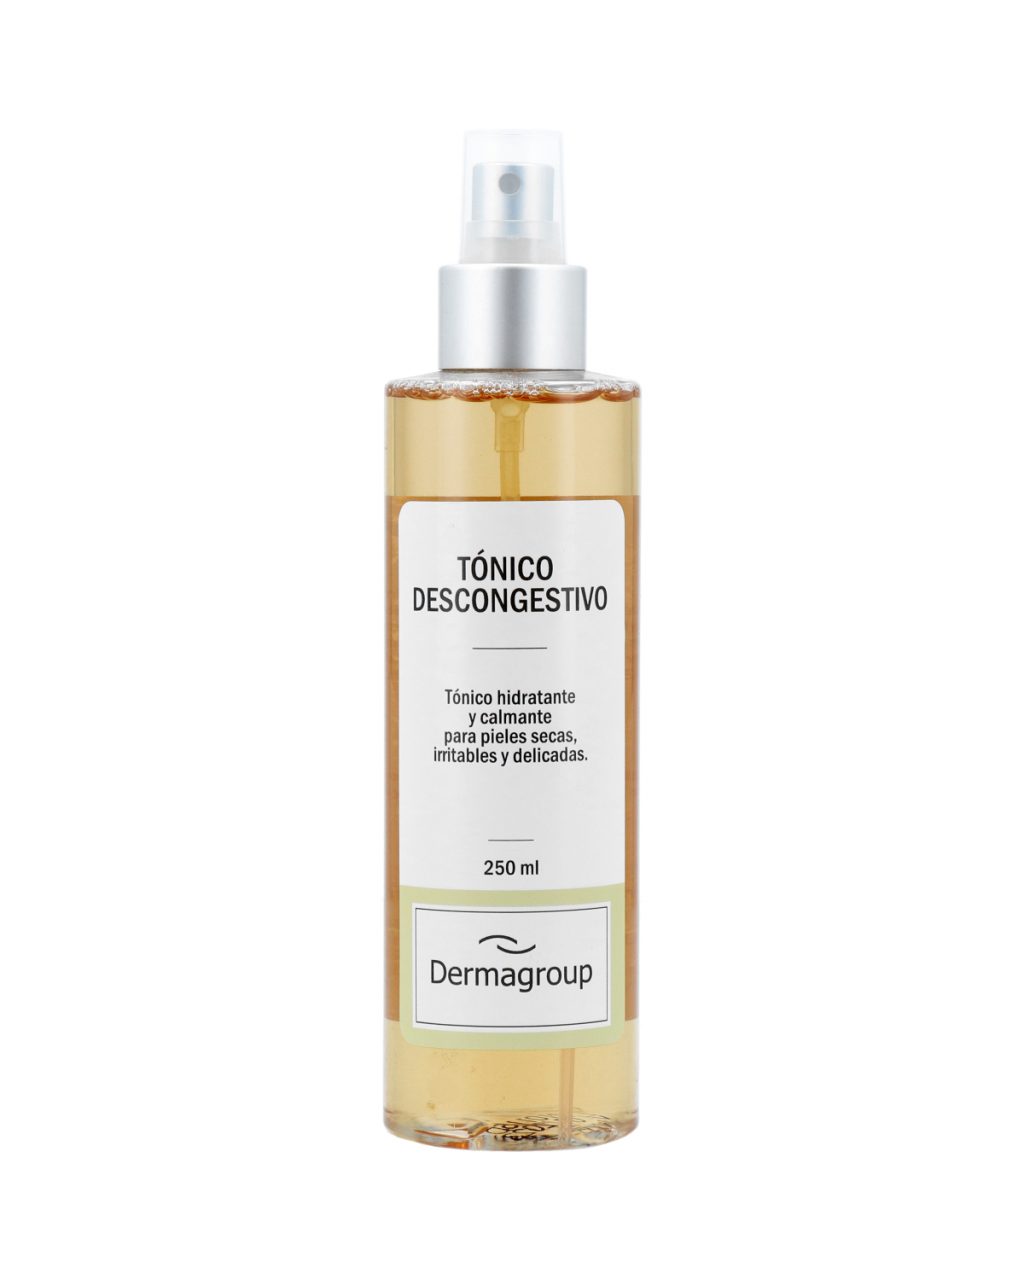 TÓNICO
DESCONGESTIVO
Tónico hidratante
y calmante
para pieles secas,
irritables y delicadas.
250 ml
Dermagroup